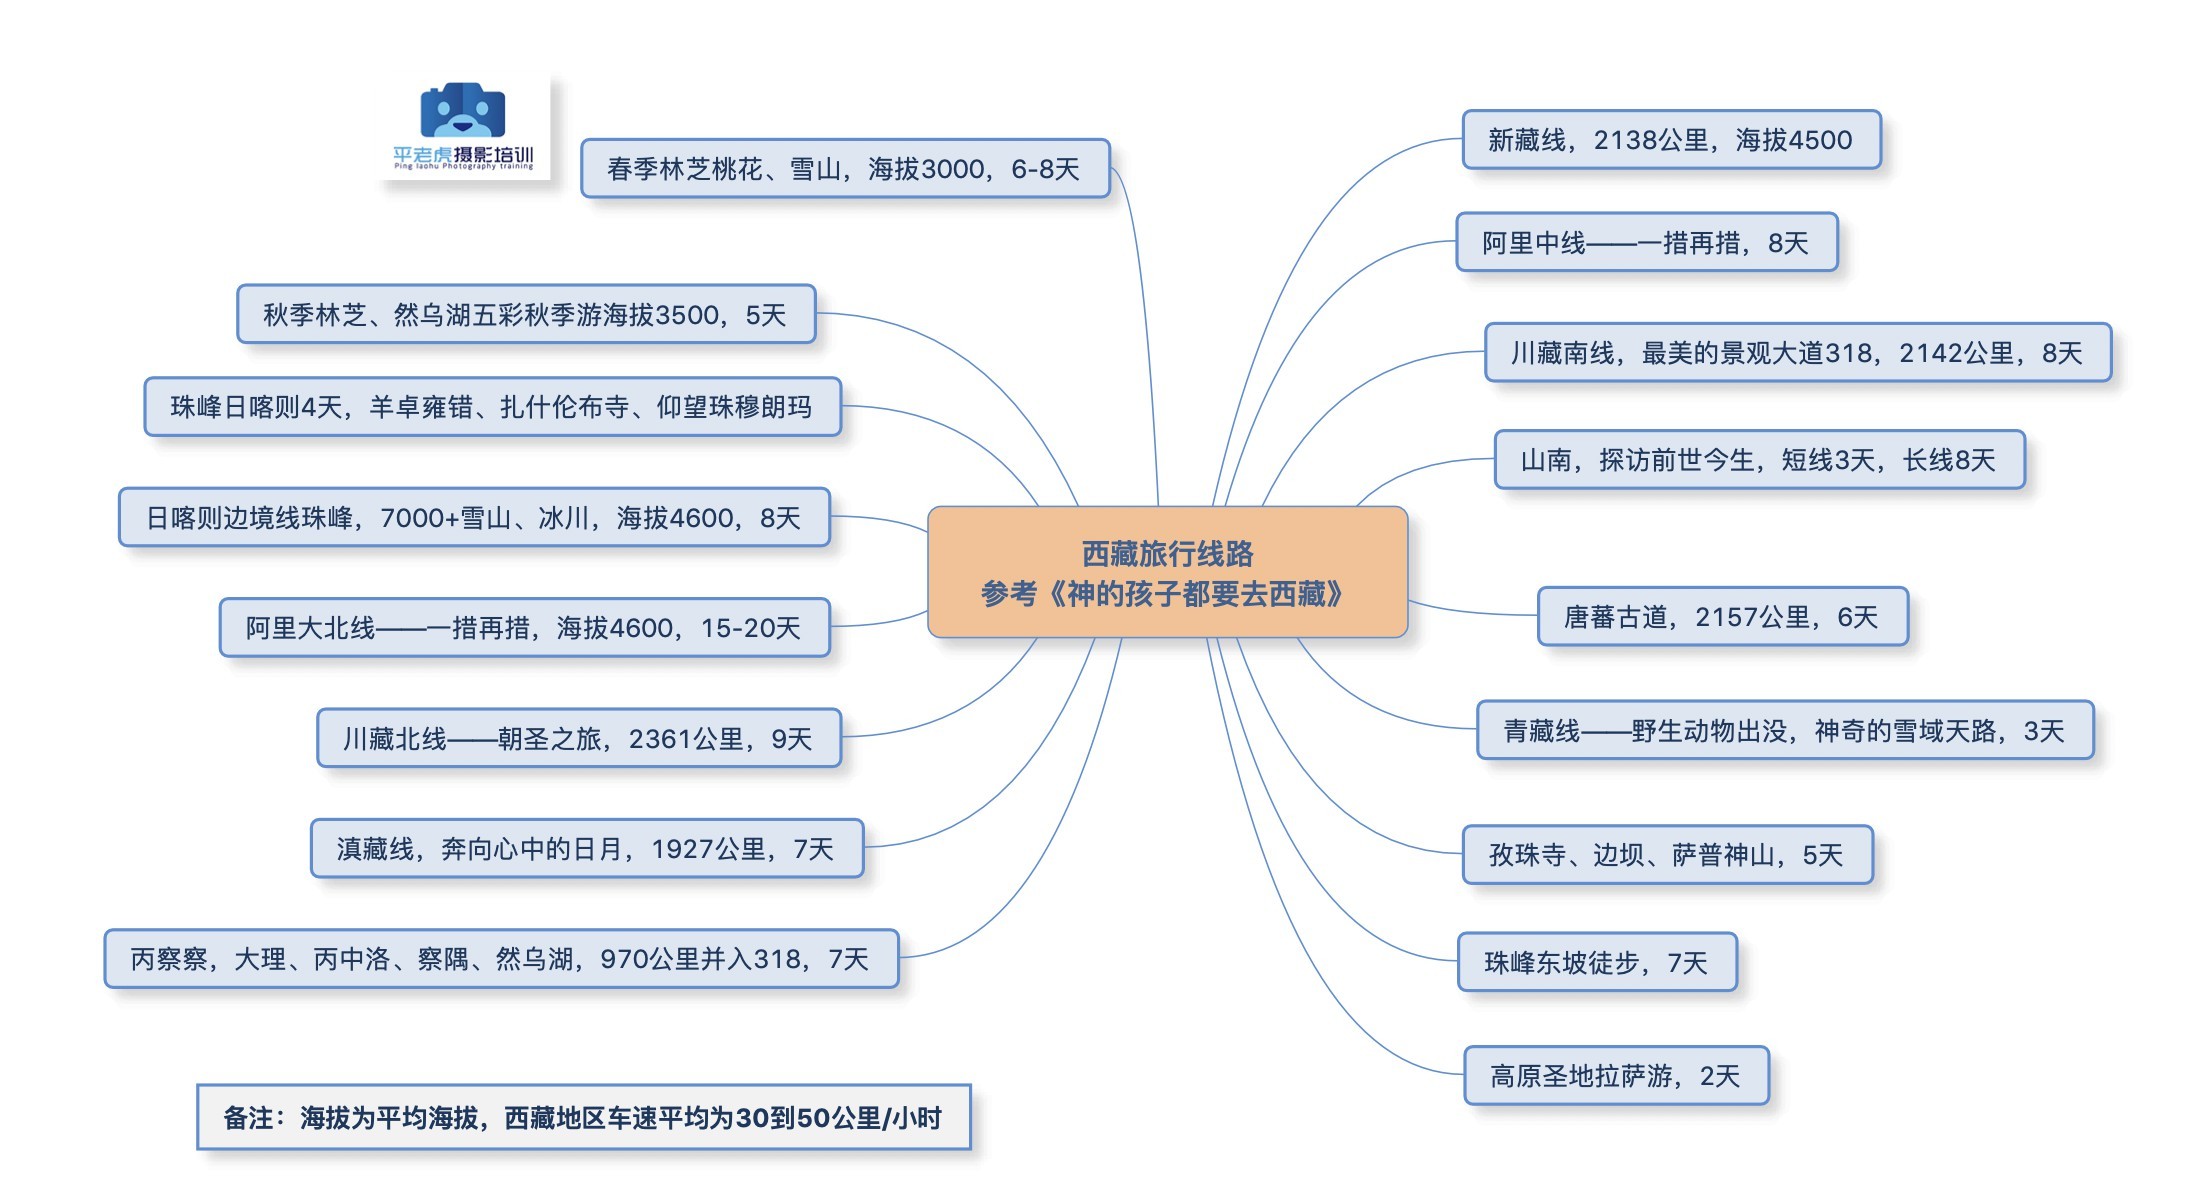 平老虎摄影培训
Ping laohu Photography training
春季林芝桃花、雪山，海拔3000，6-8天
秋季林芝、然乌湖五彩秋季游海拔3500，5天
珠峰日喀则4天，羊卓雍错、扎什伦布寺、仰望珠穆朗玛
日喀则边境线珠峰，7000+雪山、冰川，海拔4600，8天
阿里大北线——一措再措，海拔4600，15-20天
川藏北线——朝圣之旅，2361公里，9天
滇藏线，奔向心中的日月，1927公里，7天
丙察察，大理、丙中洛、察隅、然乌湖，970公里并入318，7天
西藏旅行线路
参考《神的孩子都要去西藏》
新藏线，2138公里，海拔4500
阿里中线——一措再措，8天
川藏南线，最美的景观大道318，2142公里，8天
山南，探访前世今生，短线3天，长线8天
唐蕃古道，2157公里，6天
青藏线——野生动物出没，神奇的雪域天路，3天
孜珠寺、边坝、萨普神山，5天
珠峰东坡徒步，7天
高原圣地拉萨游，2天
备注：海拔为平均海拔，西藏地区车速平均为30到50公里/小时